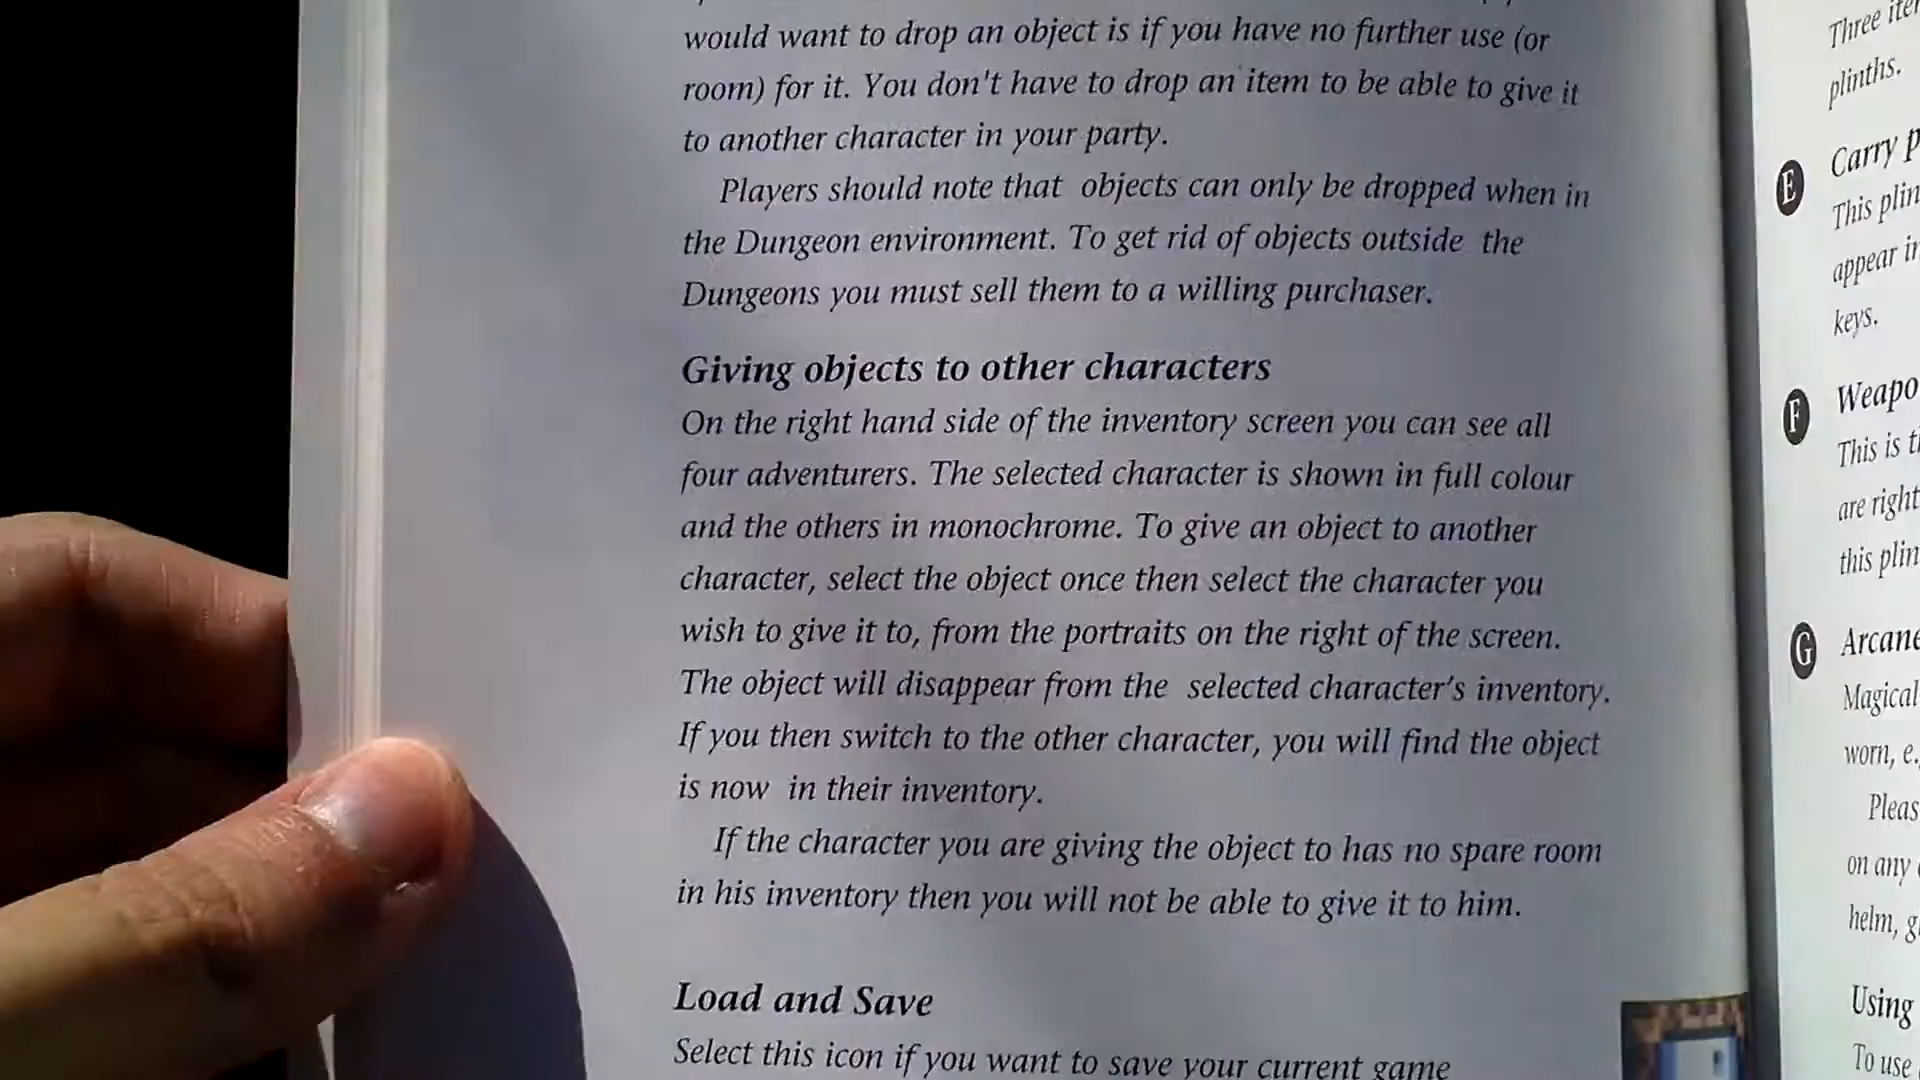 would want to drop an object is if you have no further use (or
room) for it. You don't have to drop an item to be able to give it
to another character in your party.
Players should note that objects can only be dropped when in
the Dungeon environment. To get rid of objects outside the
Dungeons you must sell them to a willing purchaser.
Giving objects to other characters
On the right hand side of the inventory screen you can see all
four adventurers. The selected character is shown in full colour
and the others in monochrome. To give an object to another
character, select the object once then select the character you
wish to give it to, from the portraits on the right of the screen.
The object will disappear from the selected character's inventory.
If you then switch to the other character, you will find the object
is now in their inventory.
If the character you are giving the object to has no spare room
in his inventory then you will not be able to give it to him.
Load and Save
Select this icon if you want to save your current game
Three
plinths.
E Carry
This
appear
keys.
F
This is
are right
this
G
Magical
worn, e.
on any
helm,
Using
To use